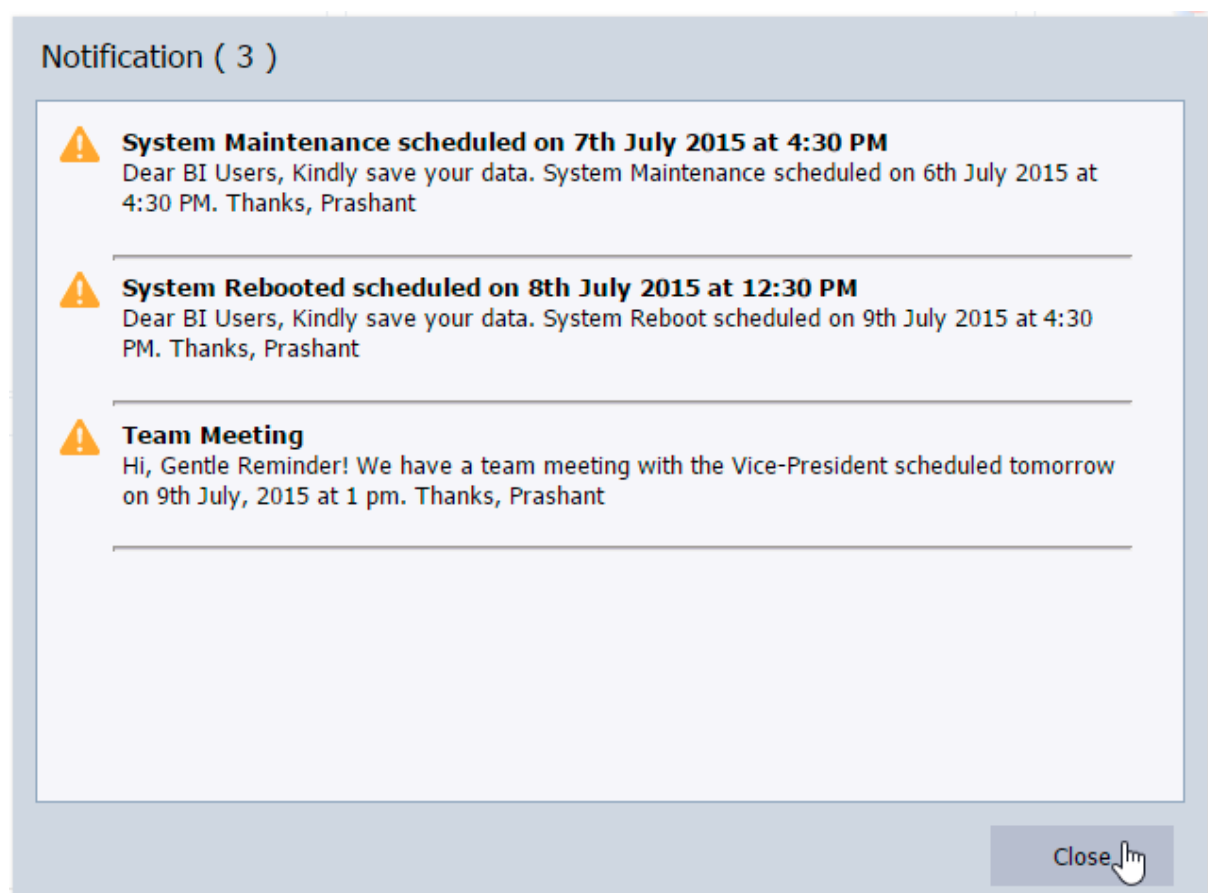 Notification ( 3 )
System Maintenance scheduled on 7th July 2015 at 4:30 PM
Dear BI Users, Kindly save your data. System Maintenance scheduled on 6th July 2015 at
4:30 PM. Thanks, Prashant
System Rebooted scheduled on 8th July 2015 at 12:30 PM
Dear BI Users, Kindly save your data. System Reboot scheduled on 9th July 2015 at 4:30
PM. Thanks, Prashant
Team Meeting
Hi, Gentle Reminder! We have a team meeting with the Vice-President scheduled tomorrow
on 9th July, 2015 at 1 pm. Thanks, Prashant
Close